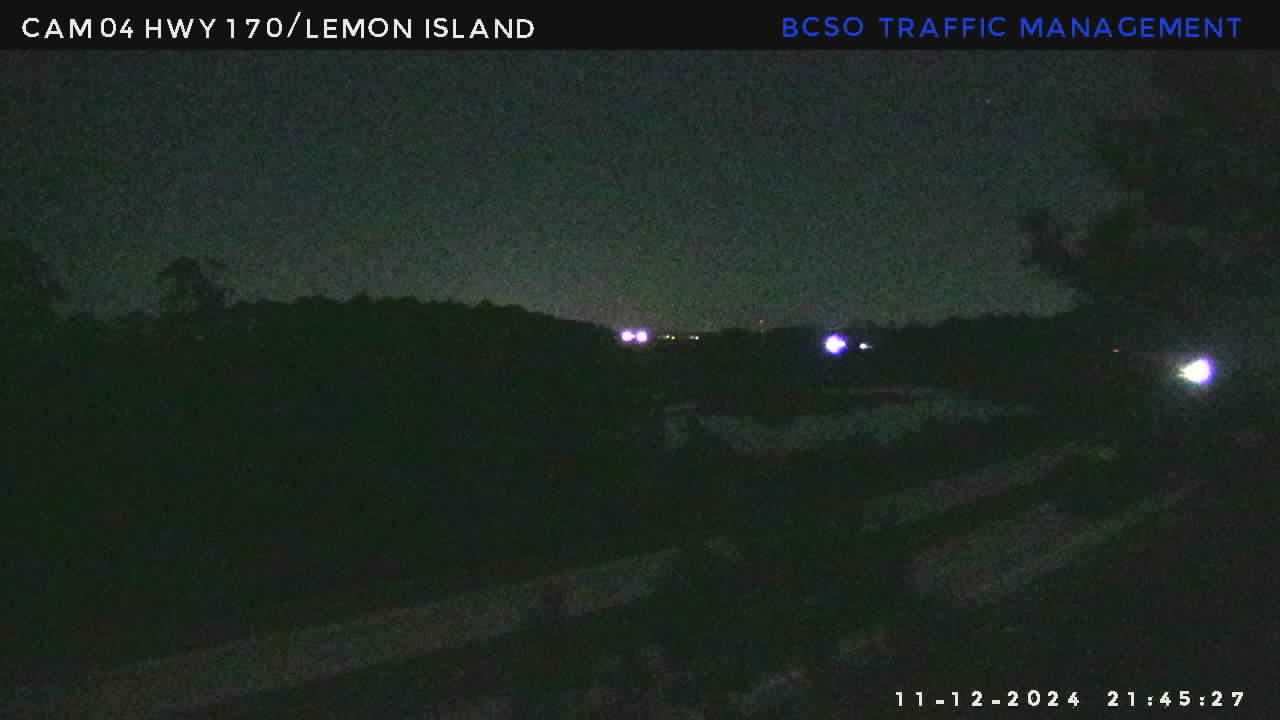 CAM04 HWY 170/LEMON ISLAND
BCSO TRAFFIC MANAGEMENT
11-12-2024 21:45:27